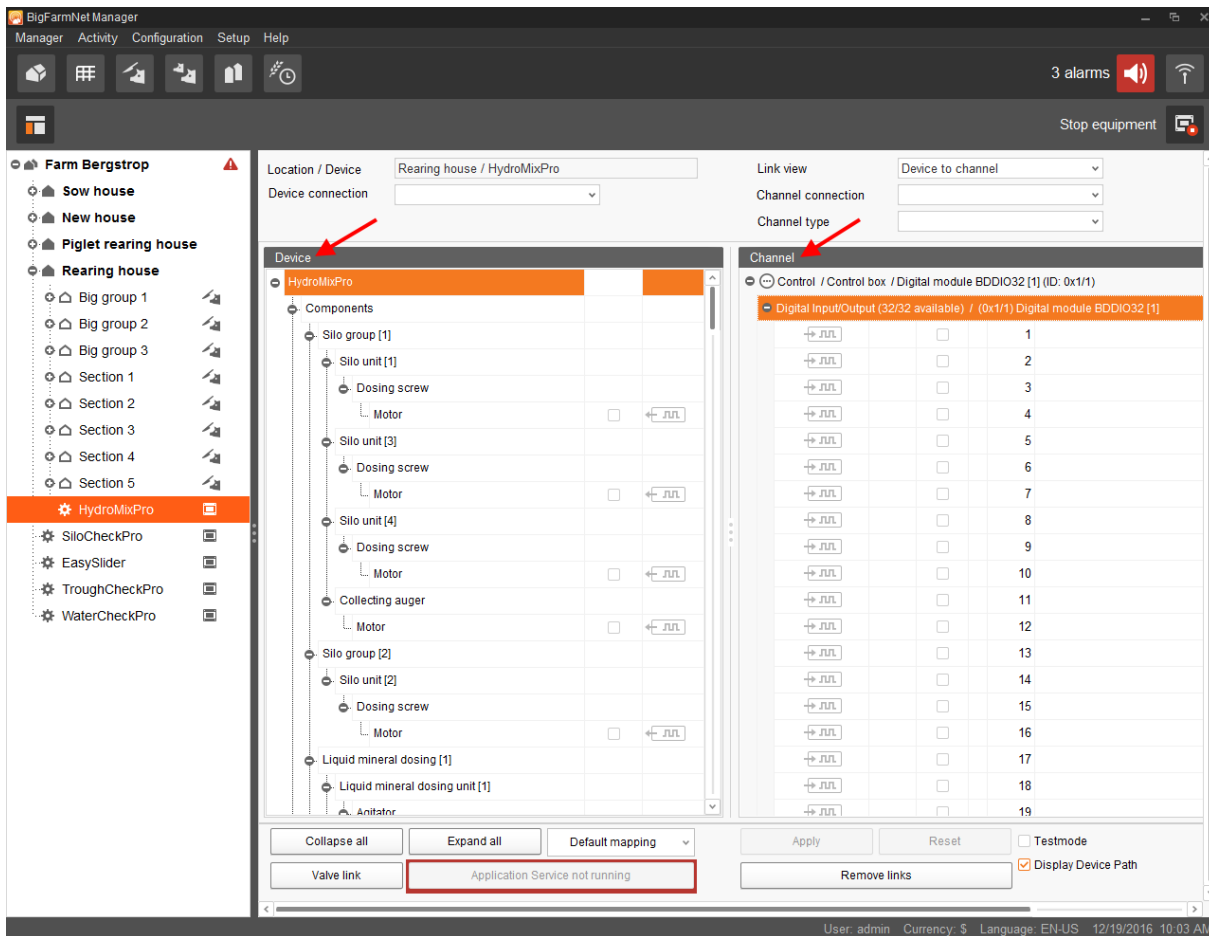 BigFarmNet Manager
Manager Activity Configuration Setup Help
3 alarms
Stop equipment
Farm Bergstrop
Sow house
New house
Piglet rearing house
Rearing house
Big group 1
Big group 2
Big group 3
Section 1
Section 2
Section 3
Section 4
Section 5
HydroMixPro
SiloCheckPro
EasySlider
TroughCheckPro
WaterCheckPro
Location / Device Rearing house / HydroMixPro
Device connection
Link view Device to channel
Channel connection
Channel type
Device
HydroMixPro
Components
Silo group [1]
Silo unit [1]
Dosing screw
Motor
Silo unit [3]
Dosing screw
Motor
Silo unit [4]
Dosing screw
Motor
Collecting auger
Motor
Silo group [2]
Silo unit [2]
Dosing screw
Motor
Liquid mineral dosing [1]
Liquid mineral dosing unit [1]
Agitator
Channel
Control / Control box / Digital module BDDIO32 [1] (ID: 0x1/1)
Digital Input/Output (32/32 available) / (0x1/1) Digital module BDDIO32 [1]
1
2
3
4
5
6
7
8
9
10
11
12
13
14
15
16
17
18
19
Collapse all Expand all Default mapping
Valve link Application Service not running
Apply Reset Testmode
Remove links Display Device Path
User: admin Currency: $ Language: EN-US 12/19/2016 10:03 AM